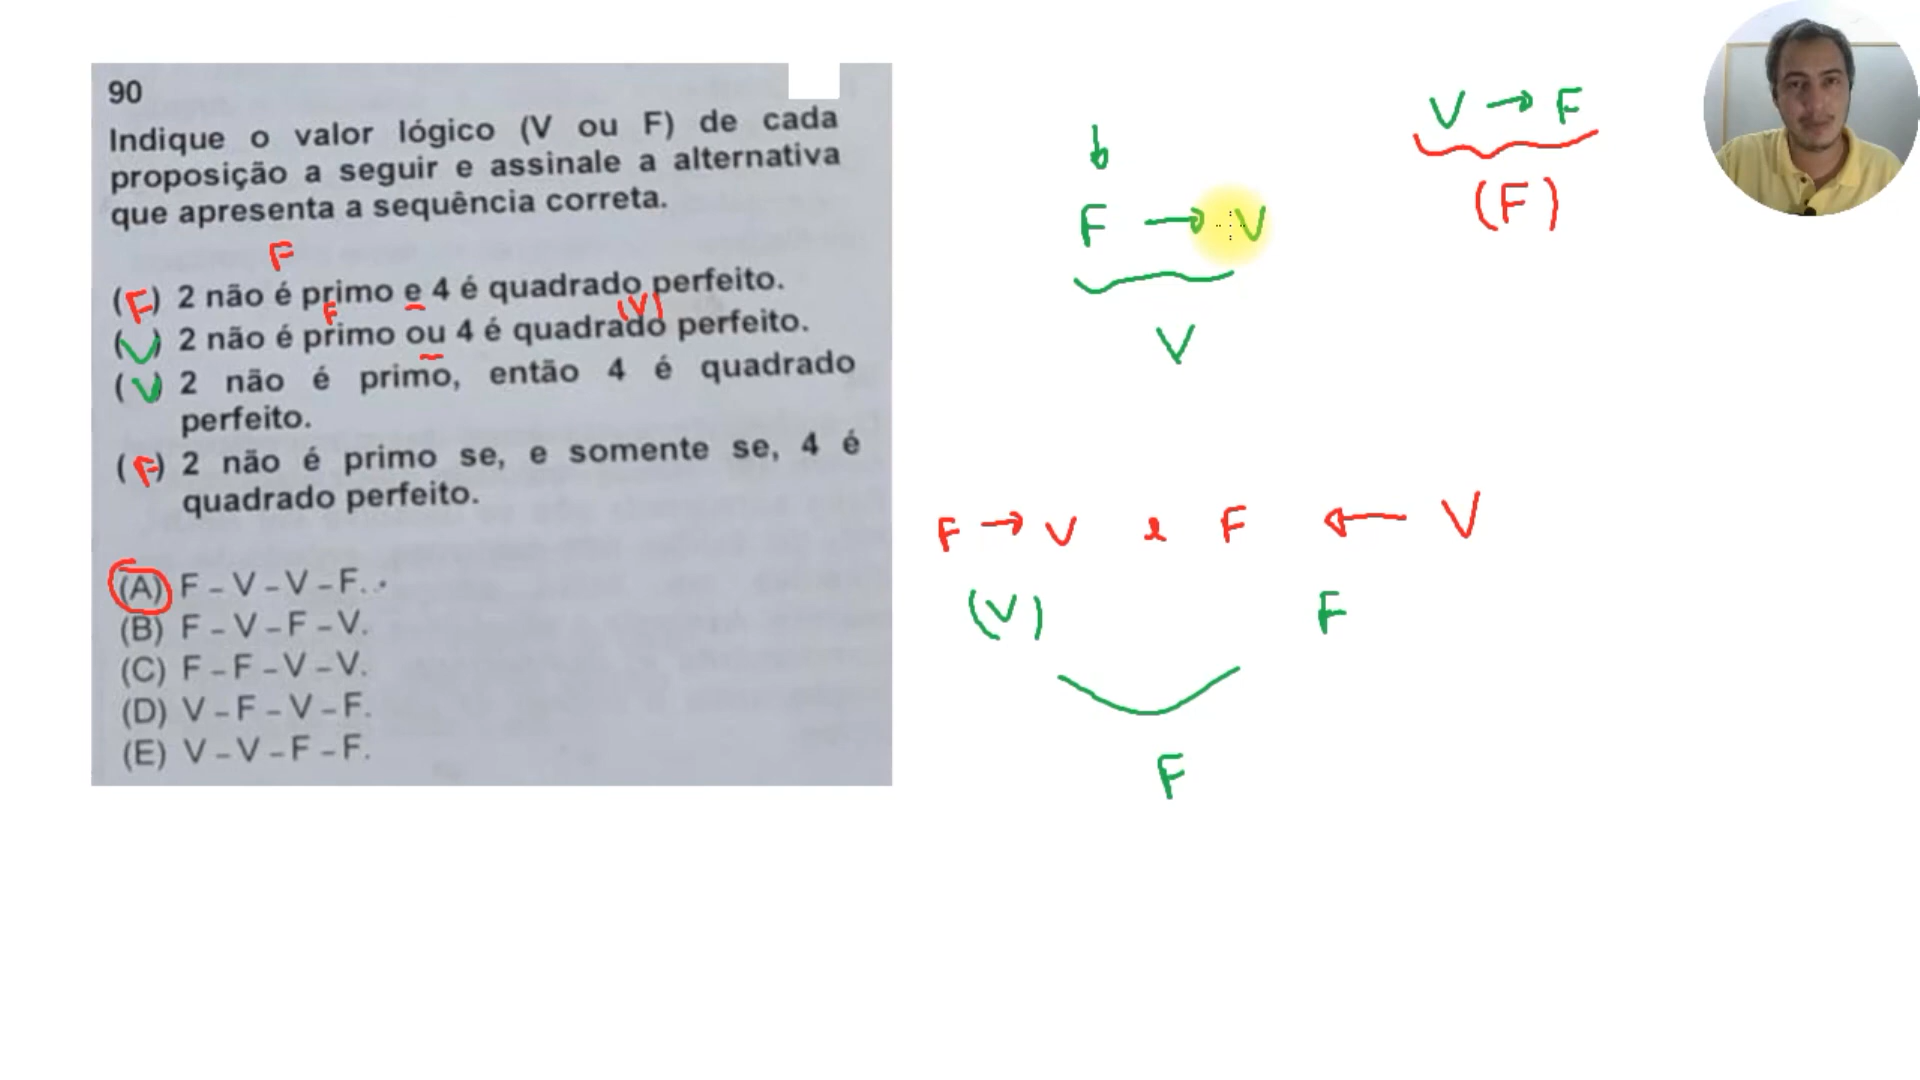 90
Indique o valor lógico (V ou F) de cada
proposição a seguir e assinale a alternativa
que apresenta a sequência correta.
F
(F) 2 não é primo e 4 é quadrado perfeito.
F (V)
(V) 2 não é primo ou 4 é quadrado perfeito.
(V) 2 não é primo, então 4 é quadrado
perfeito.
(F) 2 não é primo se, e somente se, 4 é
quadrado perfeito.
(A) F – V – V – F.
(B) F – V – F – V.
(C) F – F – V – V.
(D) V – F – V – F.
(E) V – V – F – F.
F → V
V
V → F
(F)
F → V e F ← V
(V) F
F